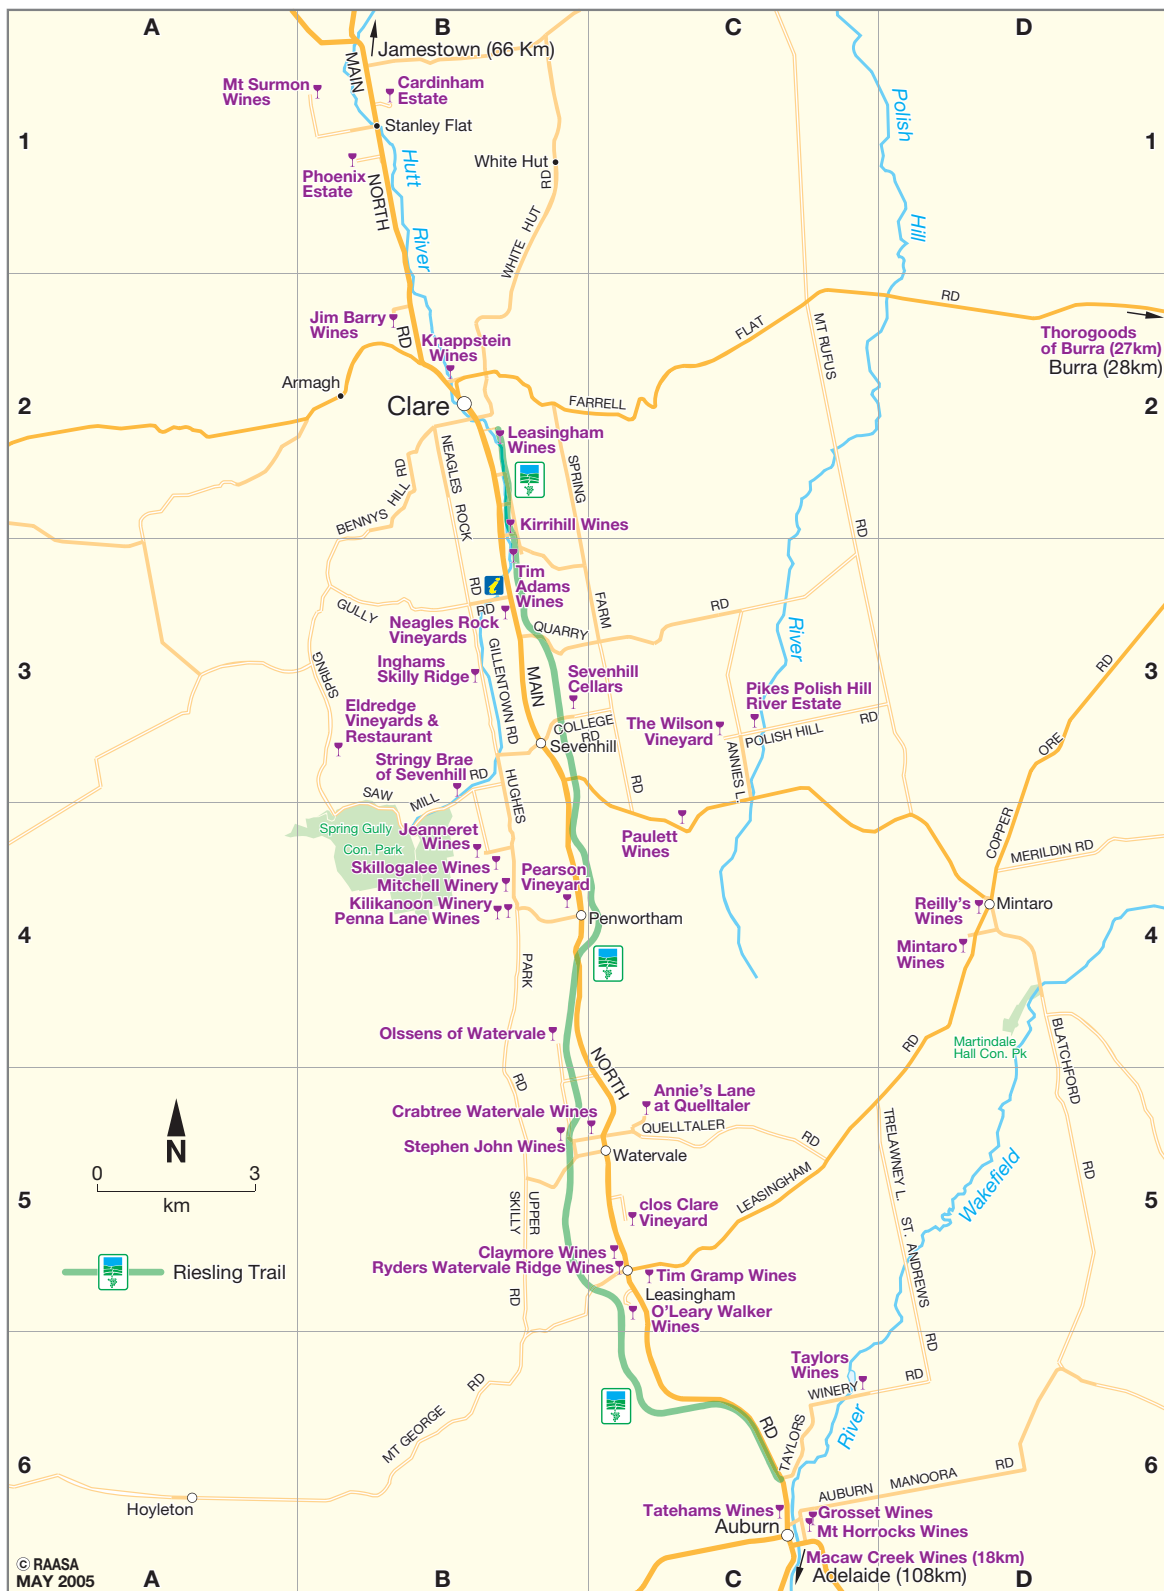 A
B
C
D
Jamestown (66 Km)
MAIN
Mt Surmon
Wines
Cardinham
Estate
Stanley Flat
Polish
1
1
White Hut
Hutt
Phoenix
Estate
NORTH
RD
WHITE HUT
River
Hill
RD
Jim Barry
Wines
RD
FLAT
MT RUFUS
Thorogoods
of Burra (27km)
Burra (28km)
Knappstein
Wines
Armagh
Clare
FARRELL
2
2
Leasingham
Wines
NEAGLES ROCK
RD
BENNYS HILL
SPRING
Kirrihill Wines
RD
Tim
Adams
Wines
RD
GULLY
RD
Neagles Rock
Vineyards
QUARRY
FARM
RD
River
GILLENTOWN RD
MAIN
Inghams
Skilly Ridge
SPRING
Sevenhill
Cellars
3
3
RD
Pikes Polish Hill
River Estate
Eldredge
Vineyards &
Restaurant
COLLEGE
RD
The Wilson
Vineyard
POLISH HILL
RD
Sevenhill
ORE
Stringy Brae
of Sevenhill
RD
HUGHES
RD
ANNIES L.
SAW
MILL
Spring Gully
Con. Park
Jeanneret
Wines
Paulett
Wines
COPPER
MERILDIN RD
Skillogalee Wines
Pearson
Vineyard
Mitchell Winery
Kilikanoon Winery
Penna Lane Wines
Penwortham
Reilly's
Wines
Mintaro
4
4
Mintaro
Wines
PARK
Olssens of Watervale
RD
Martindale
Hall Con. Pk
BLATCHFORD
NORTH
RD
Annie's Lane
at Quelltaler
Crabtree Watervale Wines
QUELLTALER
RD
Stephen John Wines
Watervale
TRELAWNEY L.
RD
N
0
3
km
LEASINGHAM
Wakefield
5
5
UPPER
SKILLY
clos Clare
Vineyard
ST. ANDREWS
Claymore Wines
Ryders Watervale Ridge Wines
Tim Gramp Wines
Riesling Trail
RD
Leasingham
O'Leary Walker
Wines
RD
Taylors
Wines
WINERY
RD
RD
MT GEORGE
RD
River
TAYLORS
6
6
AUBURN MANOORA
RD
Hoyleton
Tatehams Wines
Grosset Wines
Auburn
Mt Horrocks Wines
Macaw Creek Wines (18km)
Adelaide (108km)
© RAASA
MAY 2005
A
B
C
D